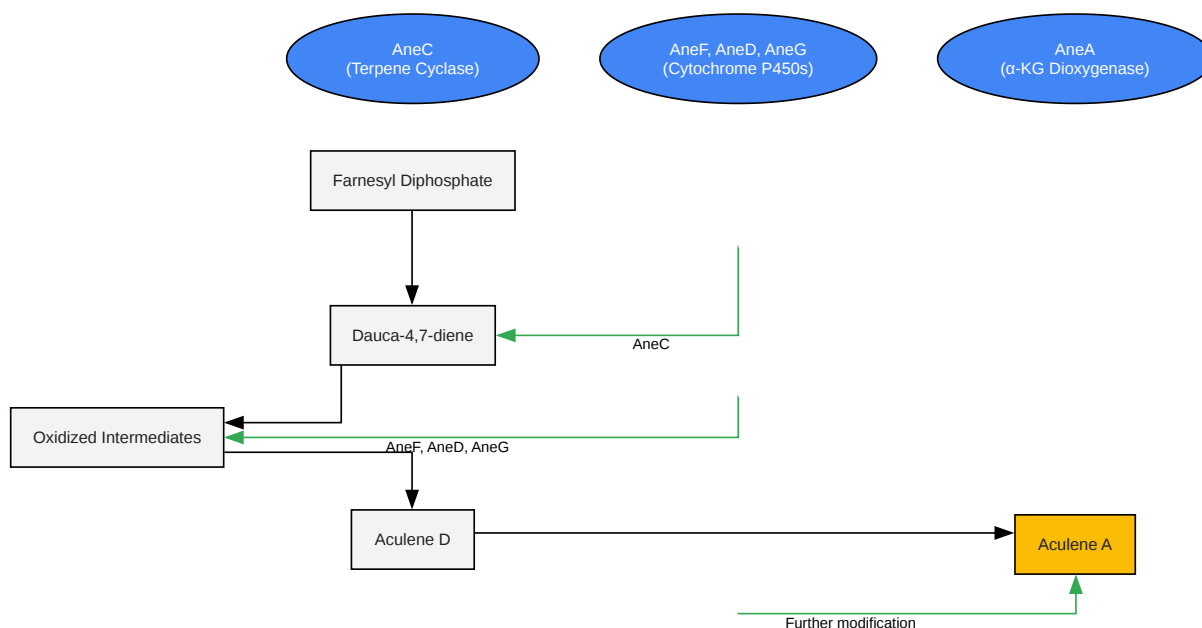 AneC
(Terpene Cyclase)
AneF, AneD, AneG
(Cytochrome P450s)
AneA
(α-KG Dioxygenase)
Farnesyl Diphosphate
Dauca-4,7-diene
AneC
Oxidized Intermediates
AneF, AneD, AneG
Aculene D
Aculene A
Further modification